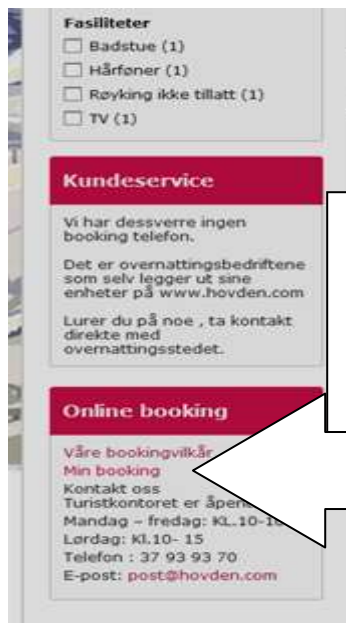 Fasiliteter
Badstue (1)
Hårføner (1)
Røyking ikke tillatt (1)
TV (1)
Kundeservice
Vi har dessverre ingen
booking telefon.
Det er overnattingsbedriftene
som selv legger ut sine
enheter på www.hovden.com
Lurer du på noe , ta kontakt
direkte med
overnattingsstedet.
Online booking
Våre bookingvilkår
Min booking
Kontakt oss
Turistkontoret er
Mandag – fredag: KL.10-
Lørdag: Kl.10- 15
Telefon : 37 93 93 70
E-post: post@hovden.com